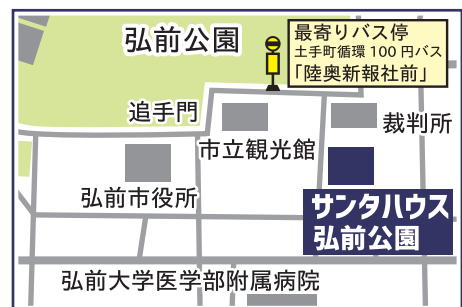 弘前公園
最寄りバス停
土手町循環100円バス
「陸奥新報社前」
追手門
裁判所
市立観光館
弘前市役所
サンタハウス
弘前公園
弘前大学医学部附属病院